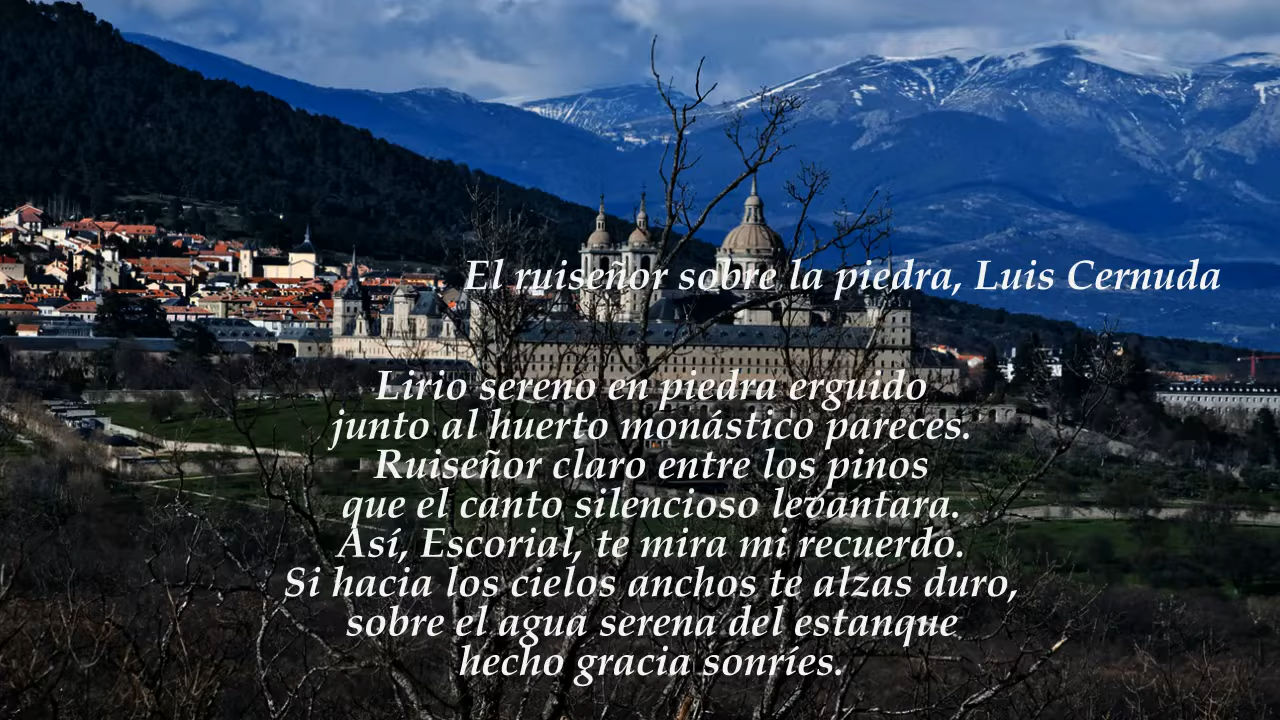 El ruiseñor sobre la piedra, Luis Cernuda
Lirio sereno en piedra erguido
junto al huerto monástico pareces.
Ruiseñor claro entre los pinos
que el canto silencioso levantara.
Así, Escorial, te mira mi recuerdo.
Si hacia los cielos anchos te alzas duro,
sobre el agua serena del estanque
hecho gracia sonríes.